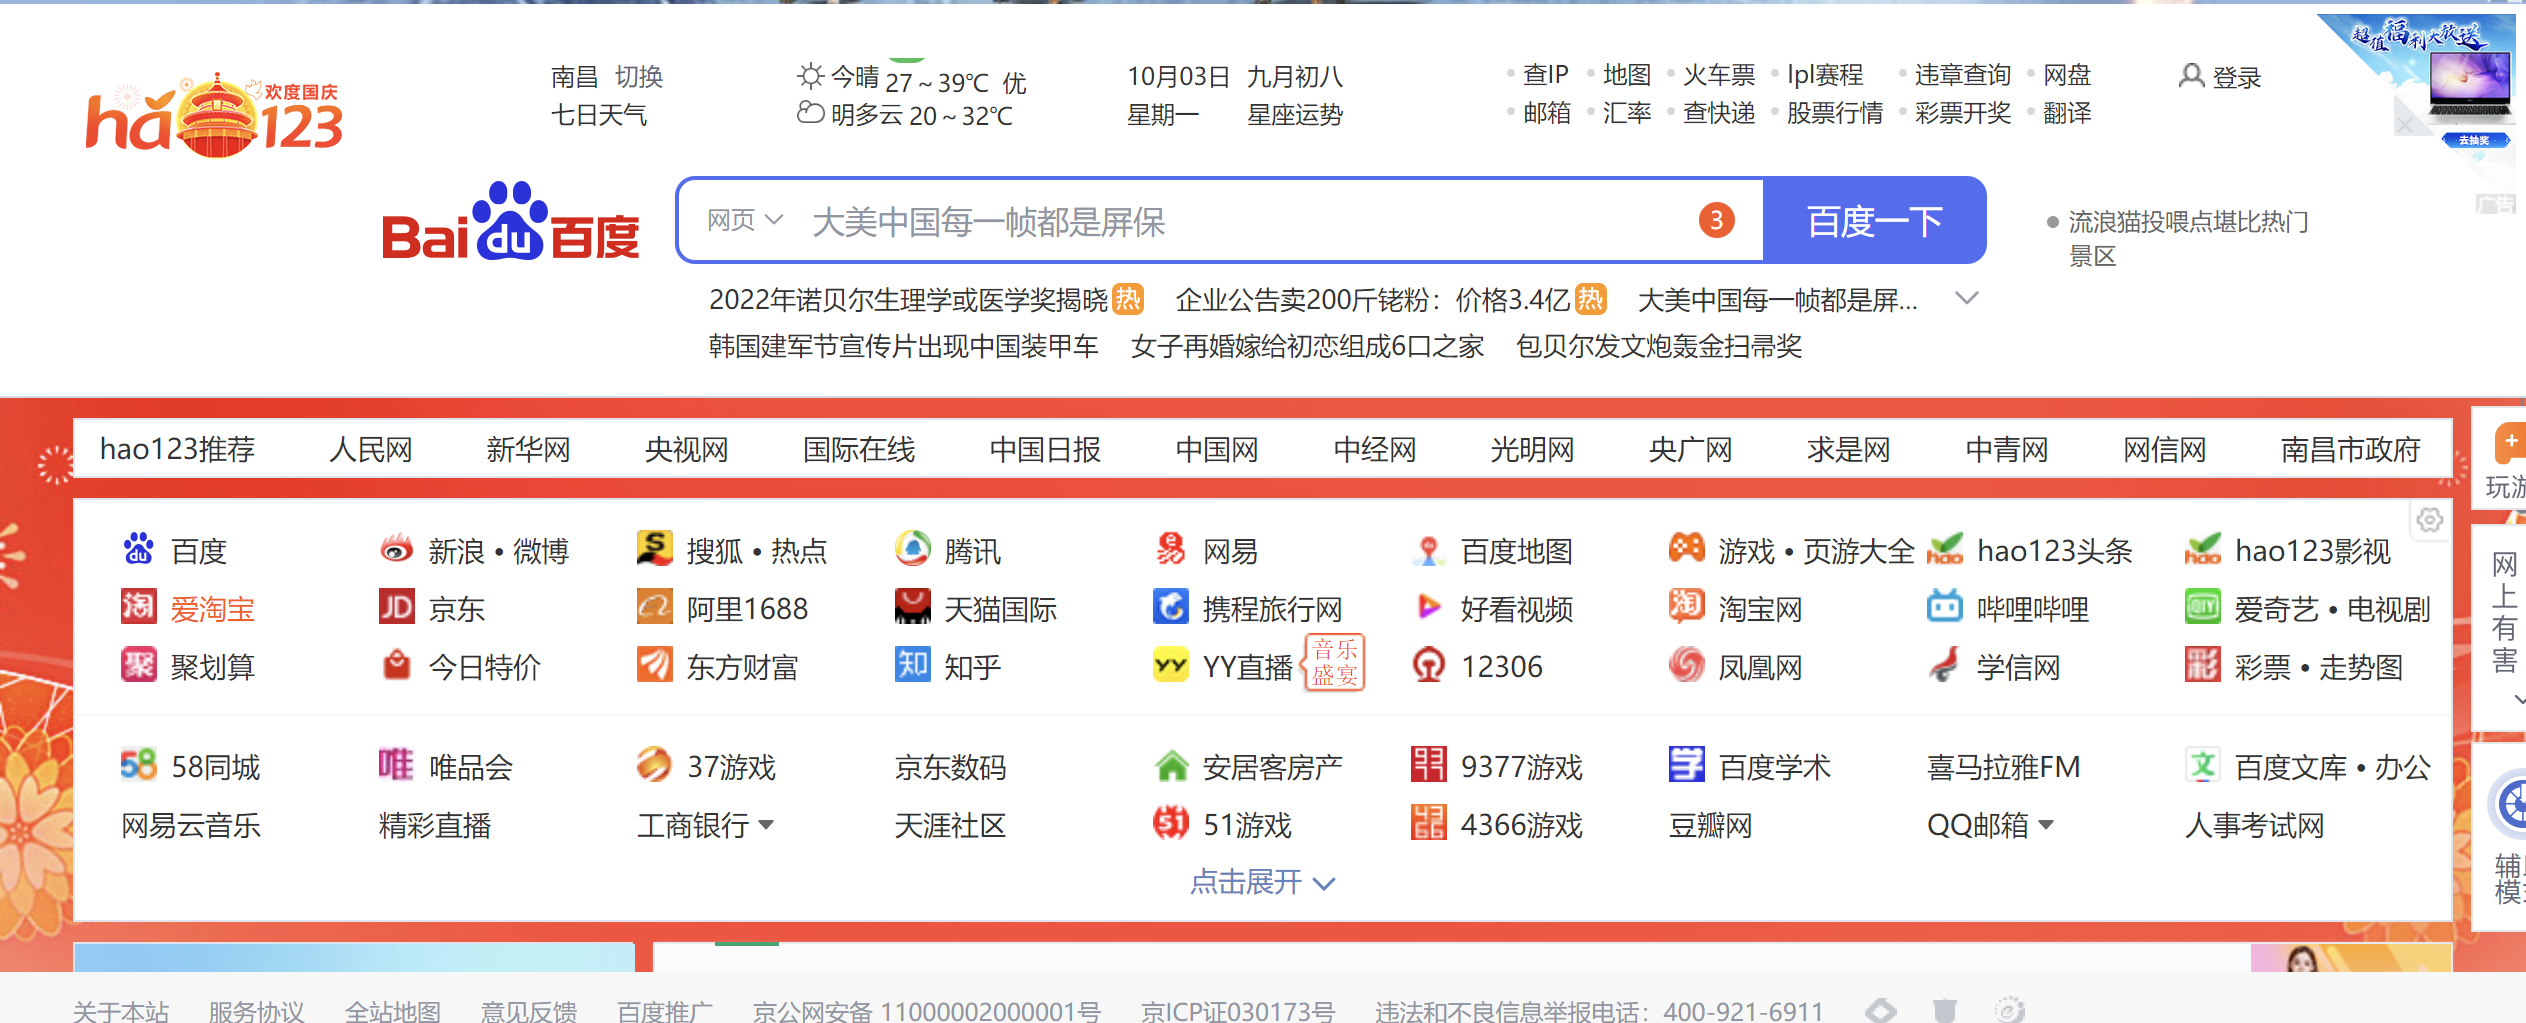 hao123 欢度国庆
南昌 切换
七日天气
今晴 27～39℃ 优
明多云 20～32℃
10月03日 九月初八
星期一 星座运势
查IP 地图 火车票 lpl赛程 违章查询 网盘
邮箱 汇率 查快递 股票行情 彩票开奖 翻译
登录
超值福利大放送
去抽奖
广告
Bai du 百度
网页 大美中国每一帧都是屏保 3 百度一下
流浪猫投喂点堪比热门
景区
2022年诺贝尔生理学或医学奖揭晓 热 企业公告卖200斤铑粉：价格3.4亿 热 大美中国每一帧都是屏...
韩国建军节宣传片出现中国装甲车 女子再婚嫁给初恋组成6口之家 包贝尔发文炮轰金扫帚奖
hao123推荐 人民网 新华网 央视网 国际在线 中国日报 中国网 中经网 光明网 央广网 求是网 中青网 网信网 南昌市政府
百度 新浪•微博 搜狐•热点 腾讯 网易 百度地图 游戏•页游大全 hao123头条 hao123影视
爱淘宝 京东 阿里1688 天猫国际 携程旅行网 好看视频 淘宝网 哔哩哔哩 爱奇艺•电视剧
聚划算 今日特价 东方财富 知乎 YY直播 音乐盛宴 12306 凤凰网 学信网 彩票•走势图
58同城 唯品会 37游戏 京东数码 安居客房产 9377游戏 百度学术 喜马拉雅FM 百度文库•办公
网易云音乐 精彩直播 工商银行 天涯社区 51游戏 4366游戏 豆瓣网 QQ邮箱 人事考试网
点击展开
玩游
网
上
有
害
辅
模
关于本站 服务协议 全站地图 意见反馈 百度推广 京公网安备 11000002000001号 京ICP证030173号 违法和不良信息举报电话：400-921-6911